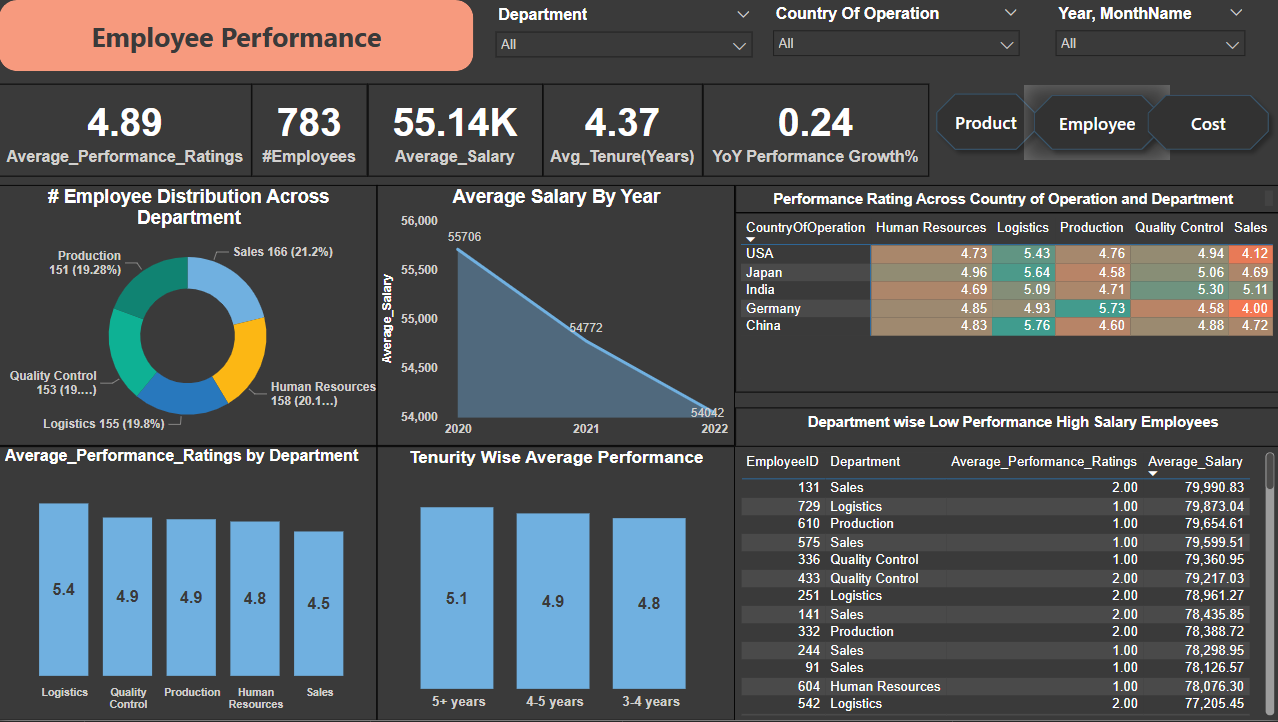 Employee Performance
Department
All
Country Of Operation
All
Year, MonthName
All
4.89
Average_Performance_Ratings
783
#Employees
55.14K
Average_Salary
4.37
Avg_Tenure(Years)
0.24
YoY Performance Growth%
Product
Employee
Cost
# Employee Distribution Across
Department
Production
151 (19.28%)
Sales 166 (21.2%)
Quality Control
153 (19....)
Human Resources
158 (20.1...)
Logistics 155 (19.8%)
Average Salary By Year
Average_Salary
56,000
55,500
55,000
54,500
54,000
55706
54772
54042
2020 2021 2022
Performance Rating Across Country of Operation and Department
CountryOfOperation Human Resources Logistics Production Quality Control Sales
USA 4.73 5.43 4.76 4.94 4.12
Japan 4.96 5.64 4.58 5.06 4.69
India 4.69 5.09 4.71 5.30 5.11
Germany 4.85 4.93 5.73 4.58 4.00
China 4.83 5.76 4.60 4.88 4.72
Average_Performance_Ratings by Department
5.4 4.9 4.9 4.8 4.5
Logistics
Quality
Control
Production
Human
Resources
Sales
Tenurity Wise Average Performance
5.1 4.9 4.8
5+ years 4-5 years 3-4 years
Department wise Low Performance High Salary Employees
EmployeeID Department Average_Performance_Ratings Average_Salary
131 Sales 2.00 79,990.83
729 Logistics 1.00 79,873.04
610 Production 1.00 79,654.61
575 Sales 2.00 79,599.51
336 Quality Control 1.00 79,360.95
433 Quality Control 2.00 79,217.03
251 Logistics 1.00 78,961.27
141 Sales 2.00 78,435.85
332 Production 2.00 78,388.72
244 Sales 1.00 78,298.95
91 Sales 2.00 78,126.57
604 Human Resources 1.00 78,076.30
542 Logistics 1.00 77,205.45